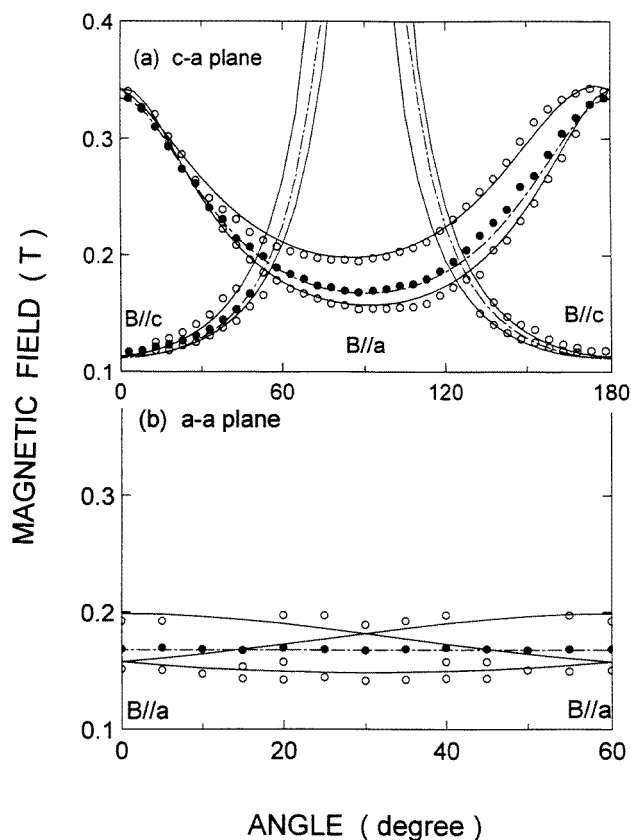 0.4
(a) c-a plane
0.3
0.2
B//c
B//a
B//c
0.1
0
60
120
180
(b) a-a plane
0.3
0.2
0.1
B//a
B//a
0
20
40
60
MAGNETIC FIELD ( T )
ANGLE ( degree )